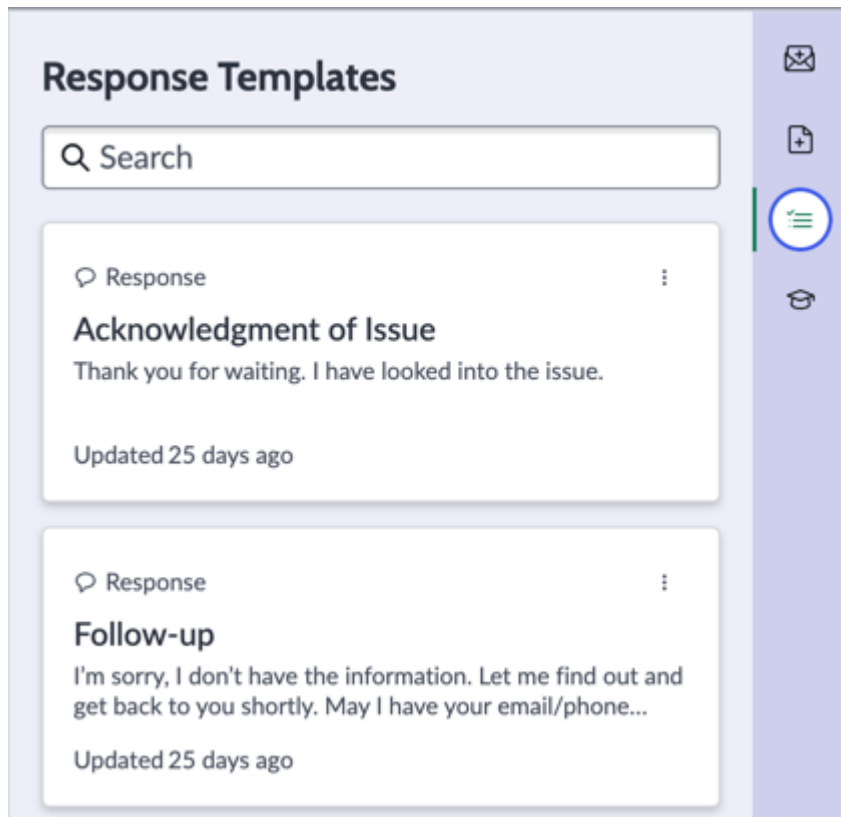 Response Templates
Search
Response
Acknowledgment of Issue
Thank you for waiting. I have looked into the issue.
Updated 25 days ago
Response
Follow-up
I'm sorry, I don't have the information. Let me find out and
get back to you shortly. May I have your email/phone...
Updated 25 days ago